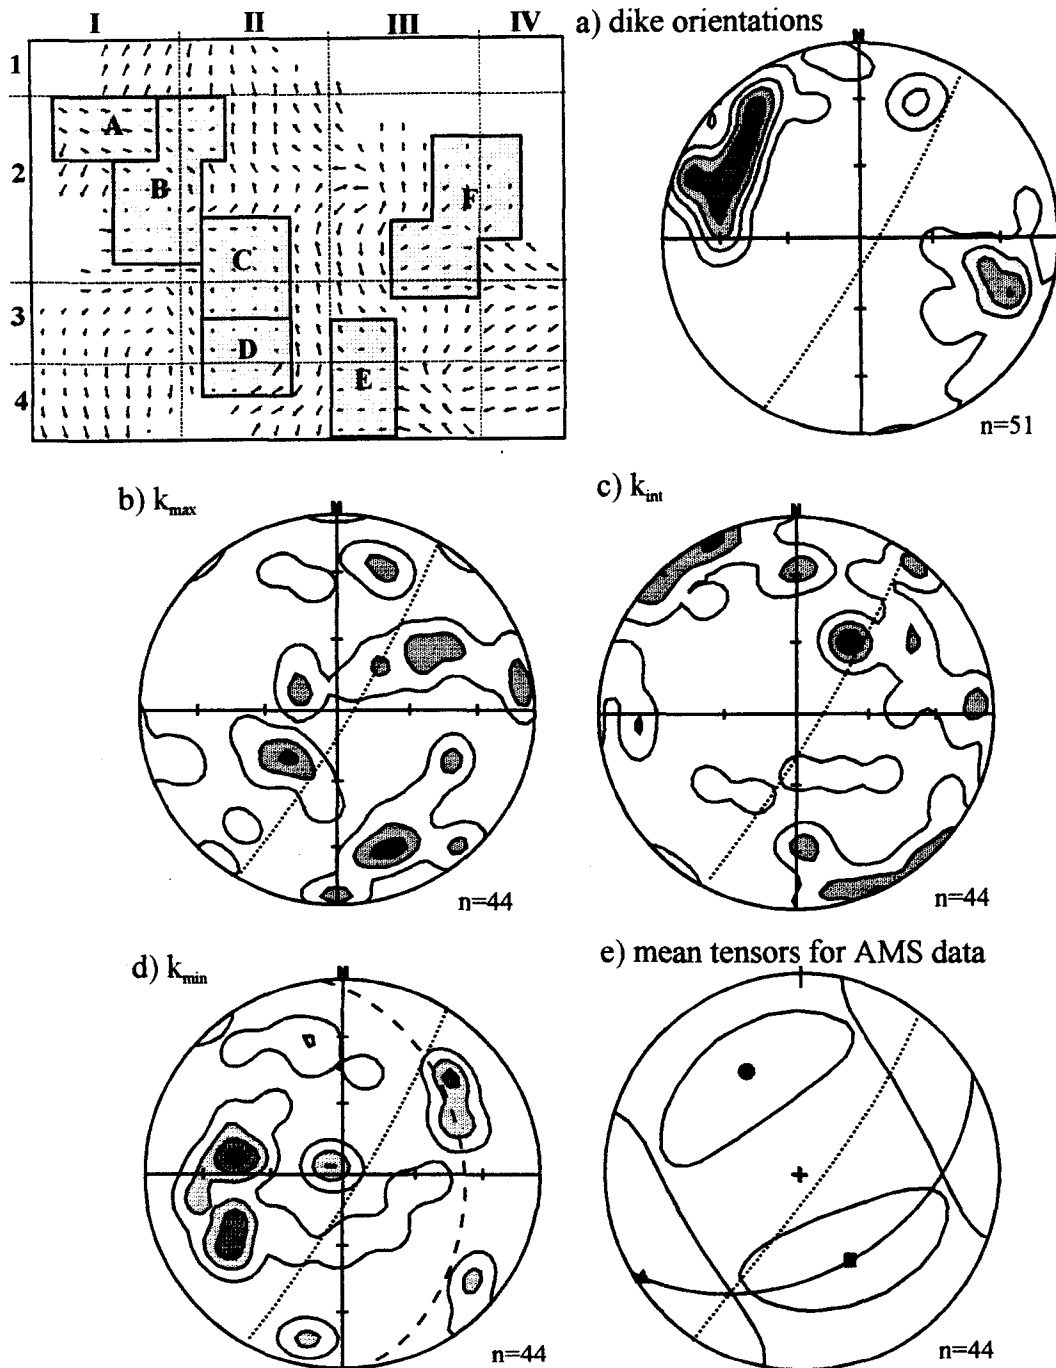 I II III IV
1
2
3
4
A
B
C
D
E
F
a) dike orientations
N
n=51
b) kmax
N
n=44
c) kint
N
n=44
d) kmin
N
n=44
e) mean tensors for AMS data
n=44